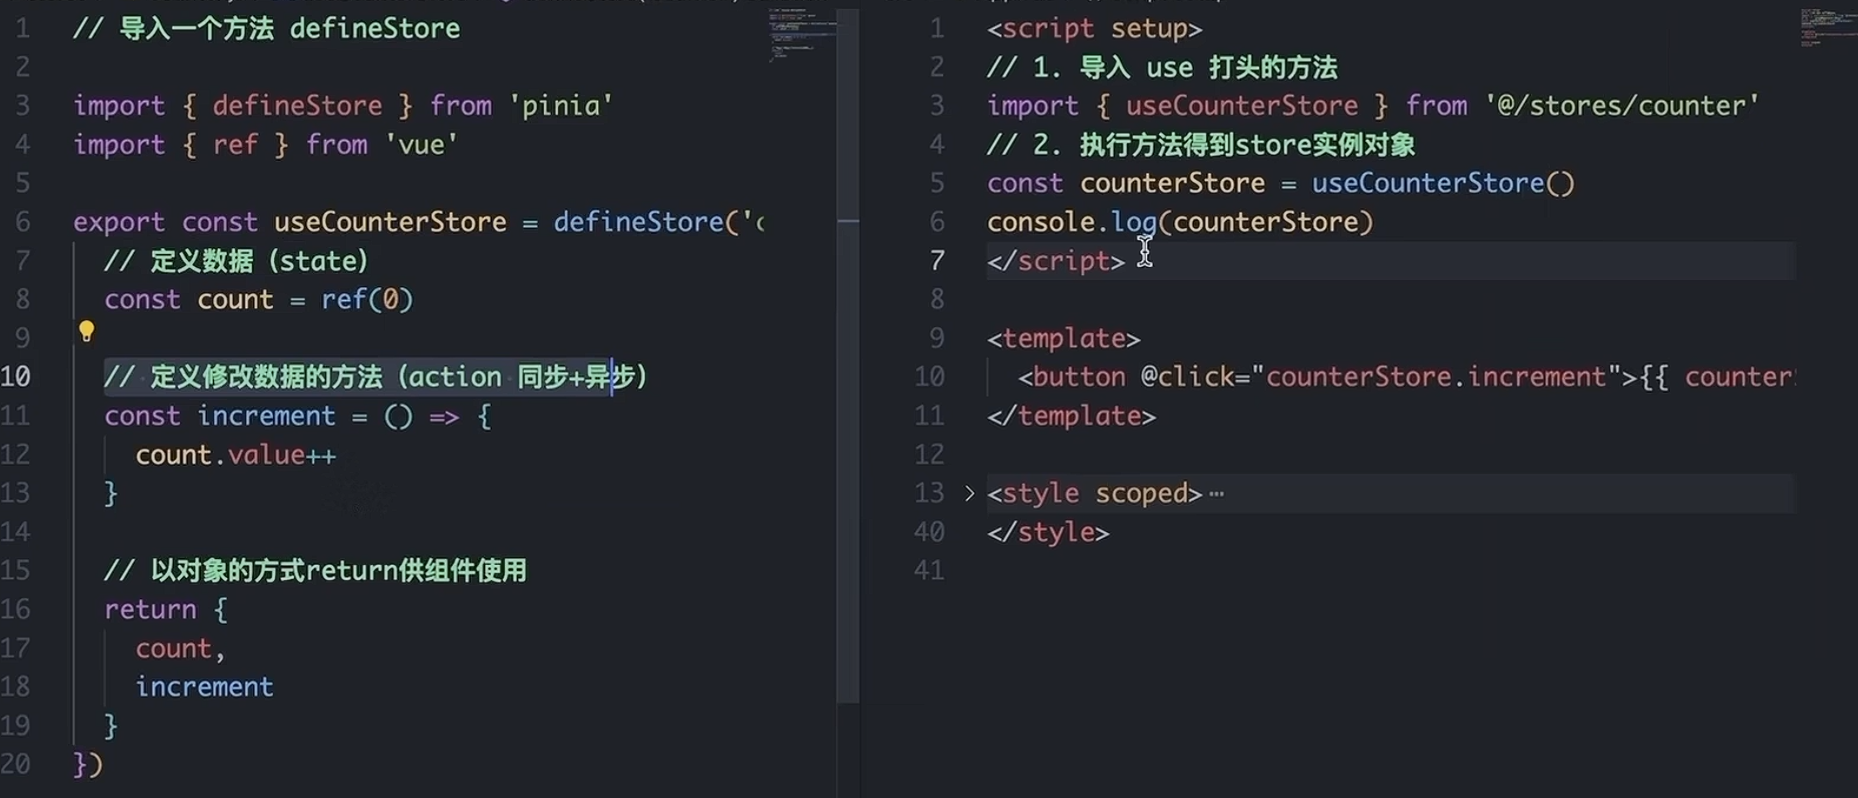 1 // 导入一个方法 defineStore
2
3 import { defineStore } from 'pinia'
4 import { ref } from 'vue'
5
6 export const useCounterStore = defineStore('c
7 // 定义数据（state）
8 const count = ref(0)
9
10 // 定义修改数据的方法（action 同步+异步）
11 const increment = () => {
12 count.value++
13 }
14
15 // 以对象的方式return供组件使用
16 return {
17 count,
18 increment
19 }
20 })
1 <script setup>
2 // 1. 导入 use 打头的方法
3 import { useCounterStore } from '@/stores/counter'
4 // 2. 执行方法得到store实例对象
5 const counterStore = useCounterStore()
6 console.log(counterStore)
7 </script>
8
9 <template>
10 <button @click="counterStore.increment">{{ counter
11 </template>
12
13 <style scoped>…
40 </style>
41